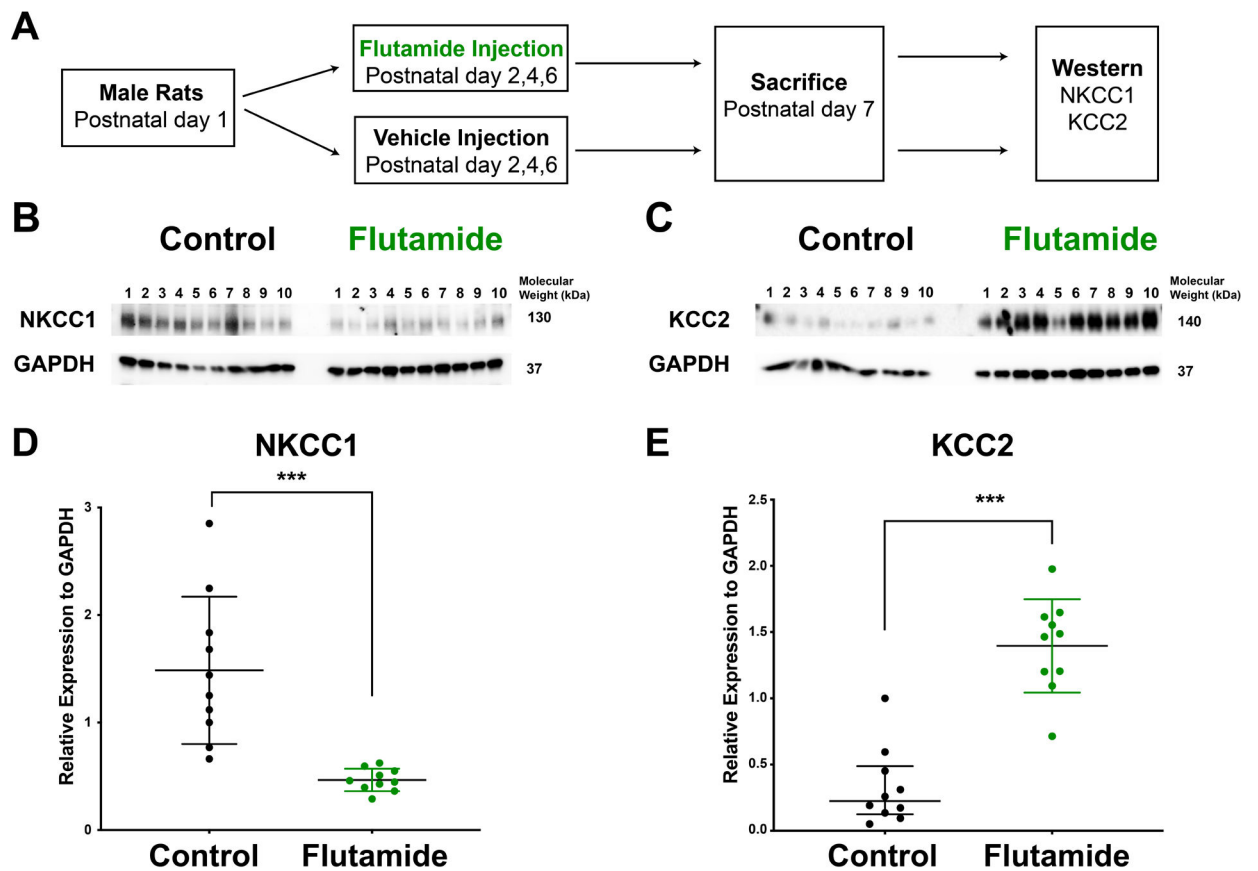 A
Male Rats
Postnatal day 1
Flutamide Injection
Postnatal day 2,4,6
Vehicle Injection
Postnatal day 2,4,6
Sacrifice
Postnatal day 7
Western
NKCC1
KCC2
B
Control Flutamide
1 2 3 4 5 6 7 8 9 10 1 2 3 4 5 6 7 8 9 10
Molecular
Weight (kDa)
NKCC1 130
GAPDH 37
C
Control Flutamide
1 2 3 4 5 6 7 8 9 10 1 2 3 4 5 6 7 8 9 10
Molecular
Weight (kDa)
KCC2 140
GAPDH 37
D
NKCC1
***
Relative Expression to GAPDH
3
2
1
0
Control Flutamide
E
KCC2
***
Relative Expression to GAPDH
2.5
2.0
1.5
1.0
0.5
0.0
Control Flutamide